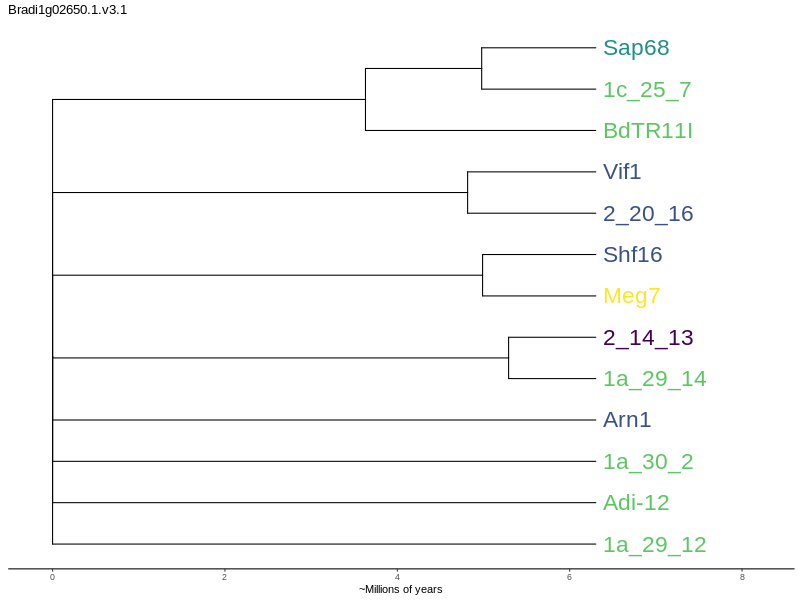 Bradi1g02650.1.v3.1
Sap68
1c_25_7
BdTR11I
Vif1
2_20_16
Shf16
Meg7
2_14_13
1a_29_14
Arn1
1a_30_2
Adi-12
1a_29_12
0 2 4 6 8
~Millions of years